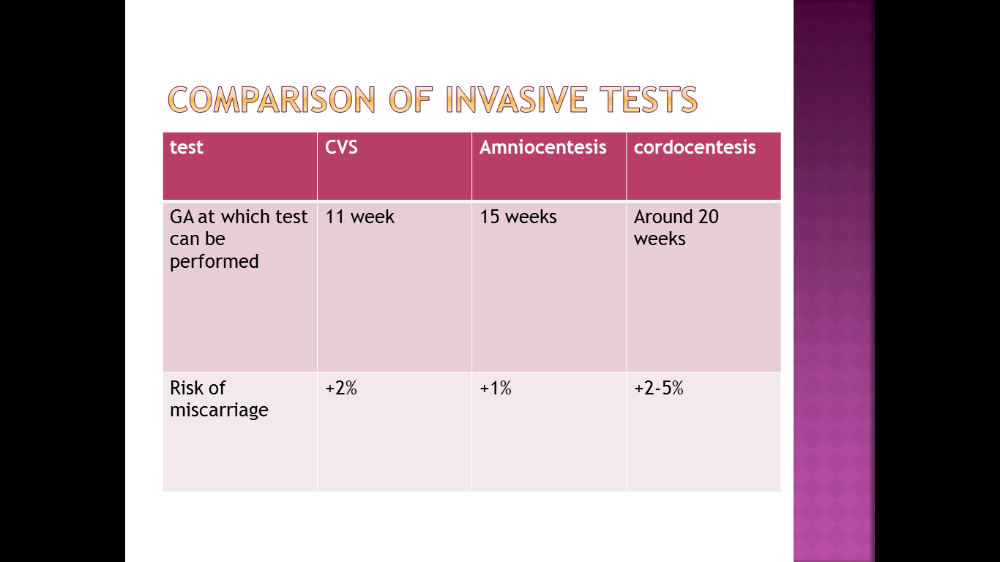 COMPARISON OF INVASIVE TESTS
test CVS Amniocentesis cordocentesis
GA at which test 11 week 15 weeks Around 20
can be weeks
performed
Risk of +2% +1% +2-5%
miscarriage